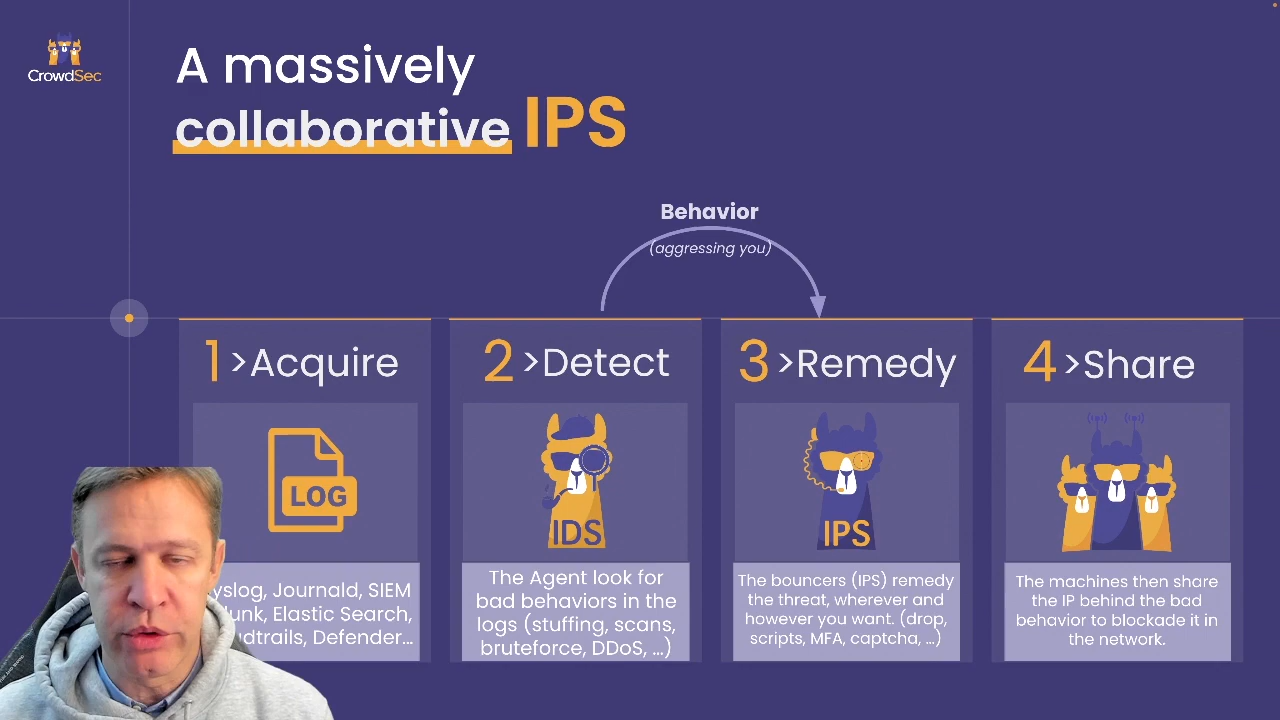 CrowdSec
A massively
collaborative IPS
Behavior
(aggressing you)
1 >Acquire
LOG
Journald, SIEM
Elastic Search,
Defender...
2 >Detect
IDS
The Agent look for
bad behaviors in the
logs (stuffing, scans,
bruteforce, DDoS, ...)
3 >Remedy
IPS
The bouncers (IPS) remedy
the threat, wherever and
however you want. (drop,
scripts, MFA, captcha, ...)
4 >Share
The machines then share
the IP behind the bad
behavior to blockade it in
the network.